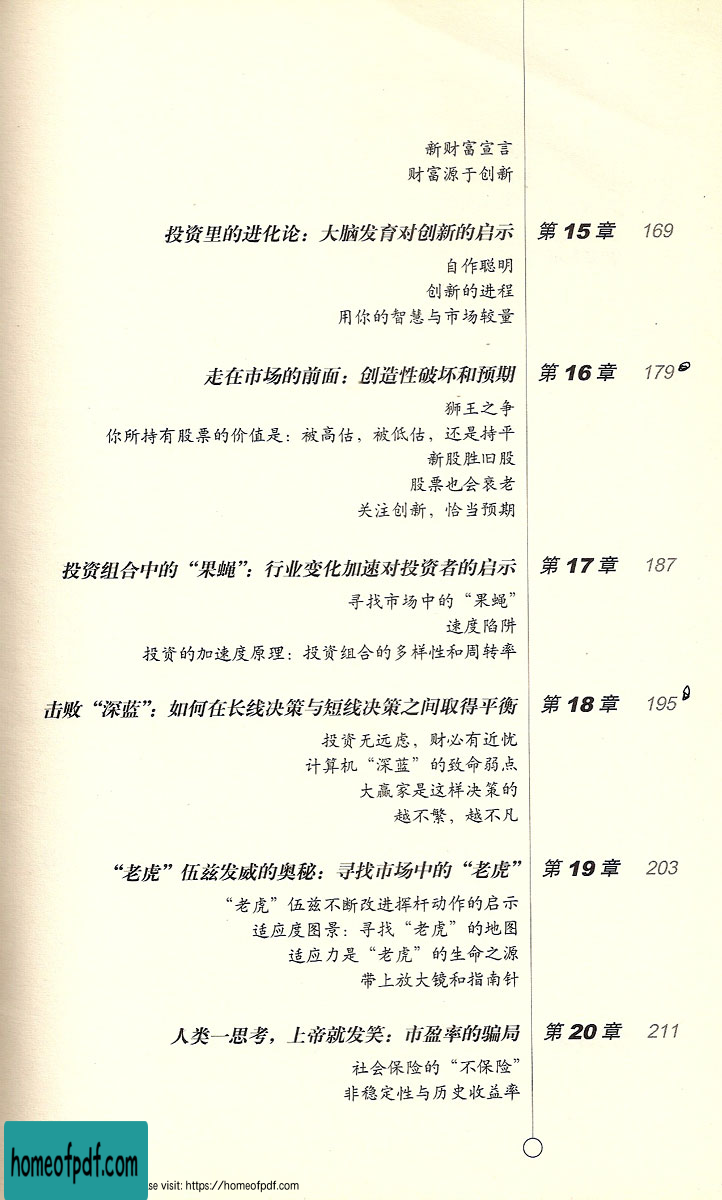 新财富宣言
财富源于创新
投资里的进化论：大脑发育对创新的启示 第 15 章 169
自作聪明
创新的进程
用你的智慧与市场较量
走在市场的前面：创造性破坏和预期 第 16 章 179
狮王之争
你所持有股票的价值是：被高估，被低估，还是持平
新股胜旧股
股票也会衰老
关注创新，恰当预期
投资组合中的“果蝇”：行业变化加速对投资者的启示 第 17 章 187
寻找市场中的“果蝇”
速度陷阱
投资的加速度原理：投资组合的多样性和周转率
击败“深蓝”：如何在长线决策与短线决策之间取得平衡 第 18 章 195
投资无远虑，财必有近忧
计算机“深蓝”的致命弱点
大赢家是这样决策的
越不繁，越不凡
“老虎”伍兹发威的奥秘：寻找市场中的“老虎” 第 19 章 203
“老虎”伍兹不断改进挥杆动作的启示
适应度图景：寻找“老虎”的地图
适应力是“老虎”的生命之源
带上放大镜和指南针
人类一思考，上帝就发笑：市盈率的骗局 第 20 章 211
社会保险的“不保险”
非稳定性与历史收益率
homeofpdf.com
se visit: https://homeofpdf.com